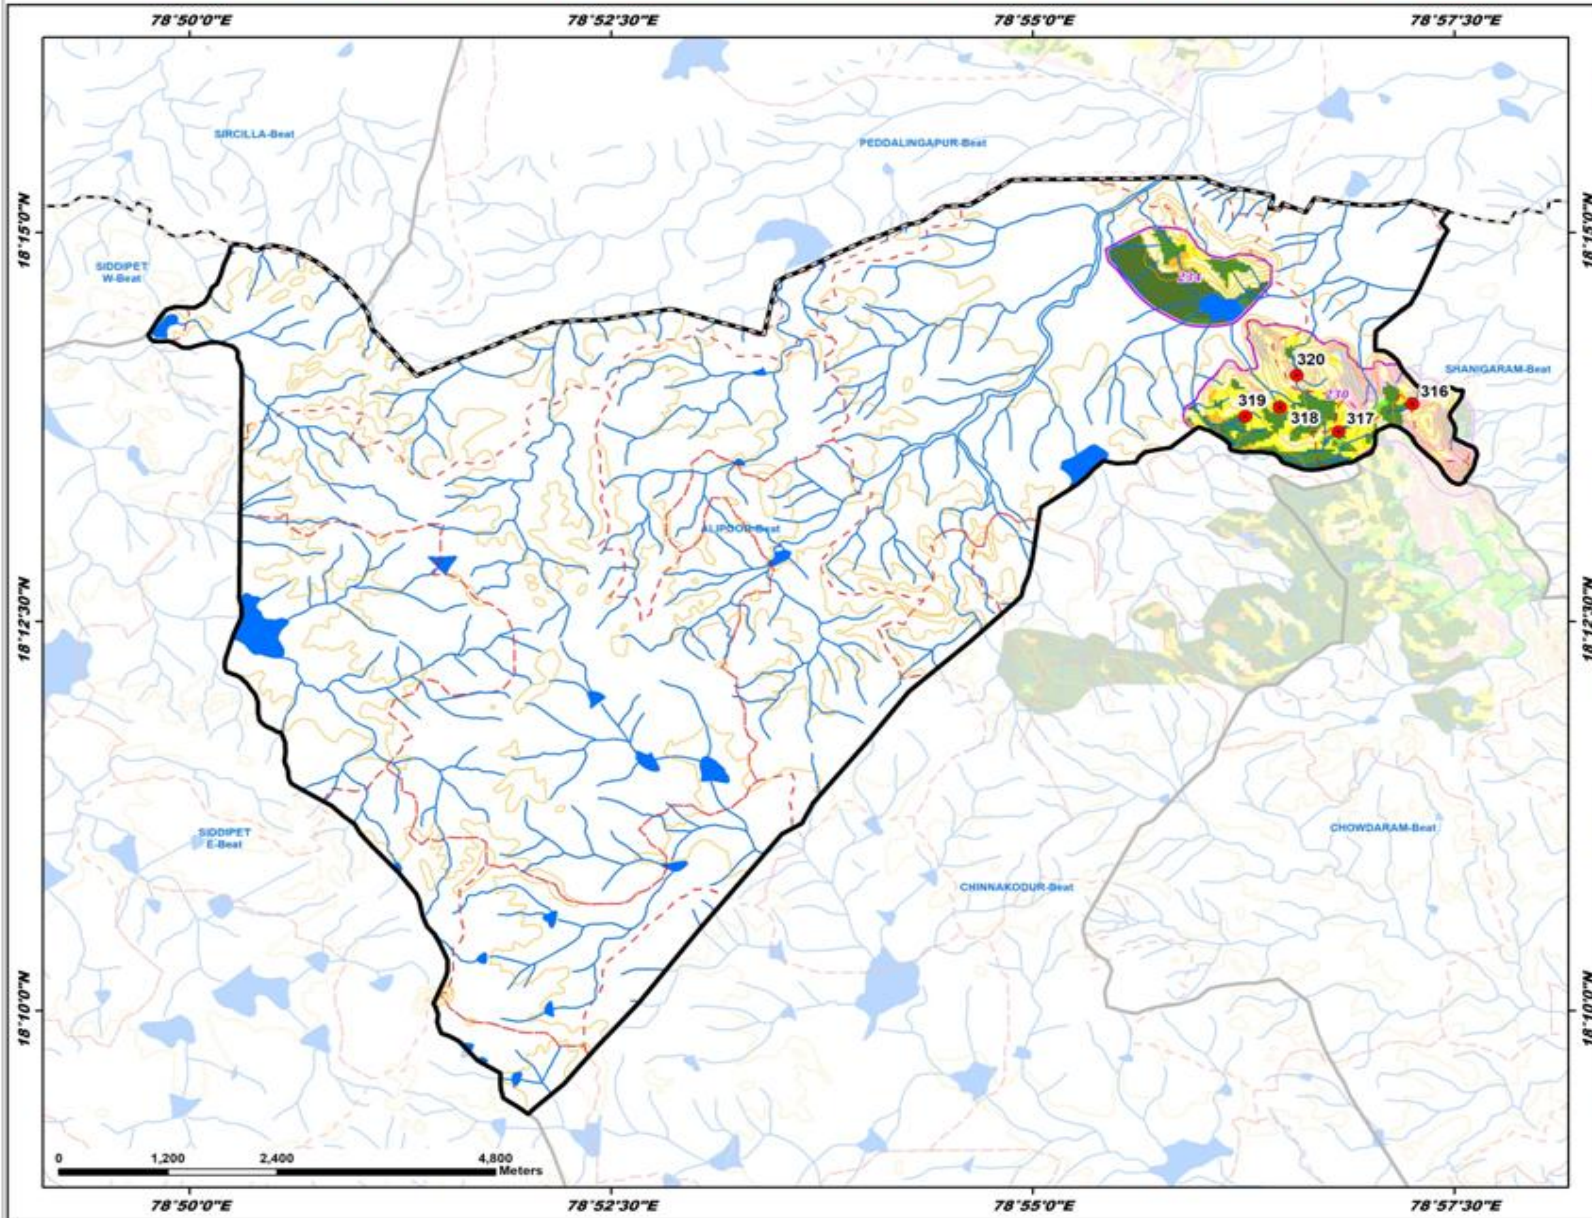 78°50'0"E
78°52'30"E
78°55'0"E
78°57'30"E
SIRCILLA-Beat
PEDDALINGAPUR-Beat
18°15'0"N
18°15'0"N
SIDDIPET
W-Beat
320
SHANIGARAM-Beat
319
316
318
317
ALIPOOR-Beat
18°12'30"N
18°12'30"N
SIDDIPET
E-Beat
CHOWDARAM-Beat
CHINNAKODUR-Beat
18°10'0"N
18°10'0"N
0
1,200
2,400
4,800
Meters
78°50'0"E
78°52'30"E
78°55'0"E
78°57'30"E